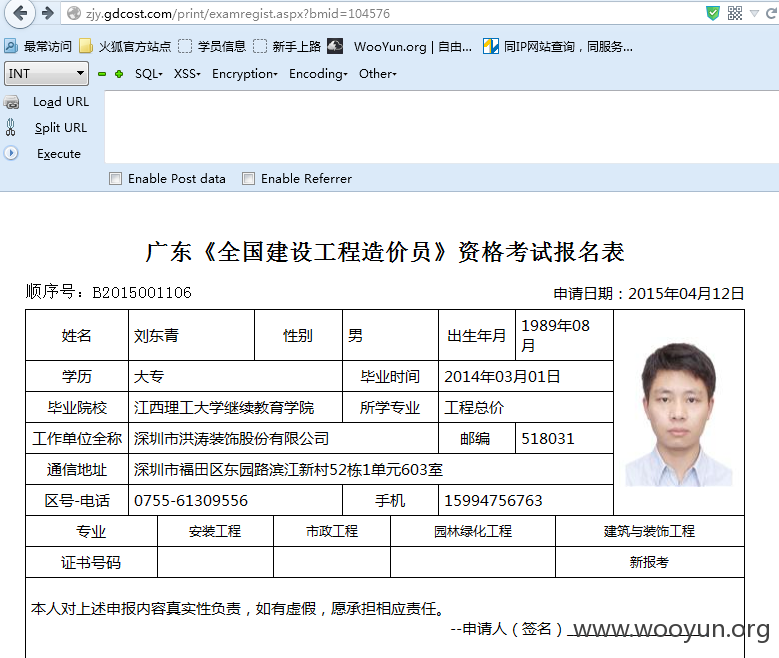 zjy.gdcost.com/print/examregist.aspx?bmid=104576
最常访问 火狐官方站点 学员信息 新手上路 WooYun.org | 自由... 同IP网站查询，同服务...
INT SQL XSS Encryption Encoding Other
Load URL
Split URL
Execute
Enable Post data Enable Referrer
广东《全国建设工程造价员》资格考试报名表
顺序号：B2015001106 申请日期：2015年04月12日
姓名 刘东青 性别 男 出生年月 1989年08月
学历 大专 毕业时间 2014年03月01日
毕业院校 江西理工大学继续教育学院 所学专业 工程总价
工作单位全称 深圳市洪涛装饰股份有限公司 邮编 518031
通信地址 深圳市福田区东园路滨江新村52栋1单元603室
区号-电话 0755-61309556 手机 15994756763
专业 安装工程 市政工程 园林绿化工程 建筑与装饰工程
证书号码 新报考
本人对上述申报内容真实性负责，如有虚假，愿承担相应责任。
--申请人（签名）
www.wooyun.org